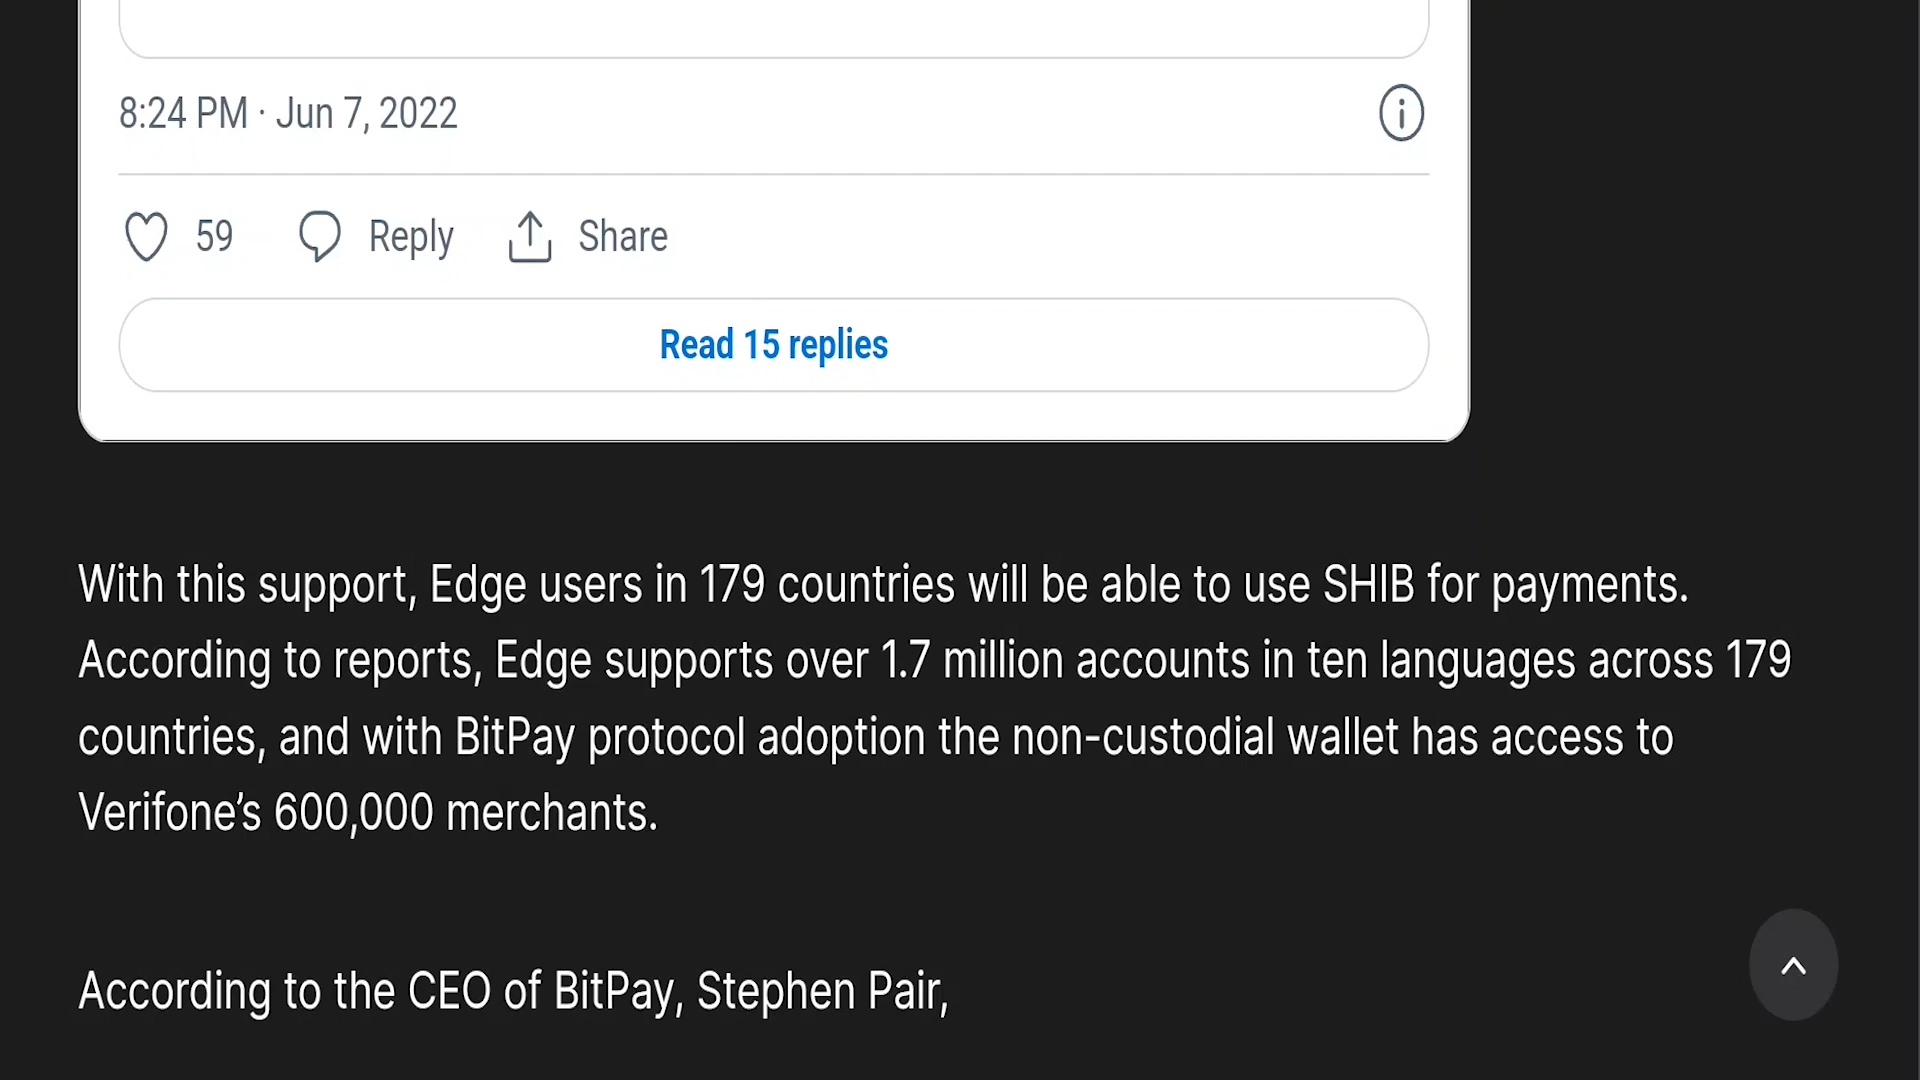 8:24 PM · Jun 7, 2022
59 Reply Share
Read 15 replies
With this support, Edge users in 179 countries will be able to use SHIB for payments.
According to reports, Edge supports over 1.7 million accounts in ten languages across 179
countries, and with BitPay protocol adoption the non-custodial wallet has access to
Verifone’s 600,000 merchants.
According to the CEO of BitPay, Stephen Pair,